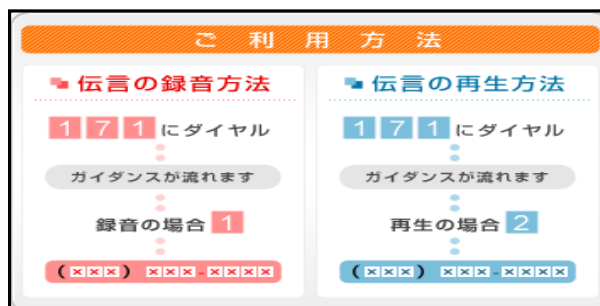 ご利用方法
伝言の録音方法
171にダイヤル
ガイダンスが流れます
録音の場合1
(×××) ×××-××××
伝言の再生方法
171にダイヤル
ガイダンスが流れます
再生の場合2
(×××) ×××-××××